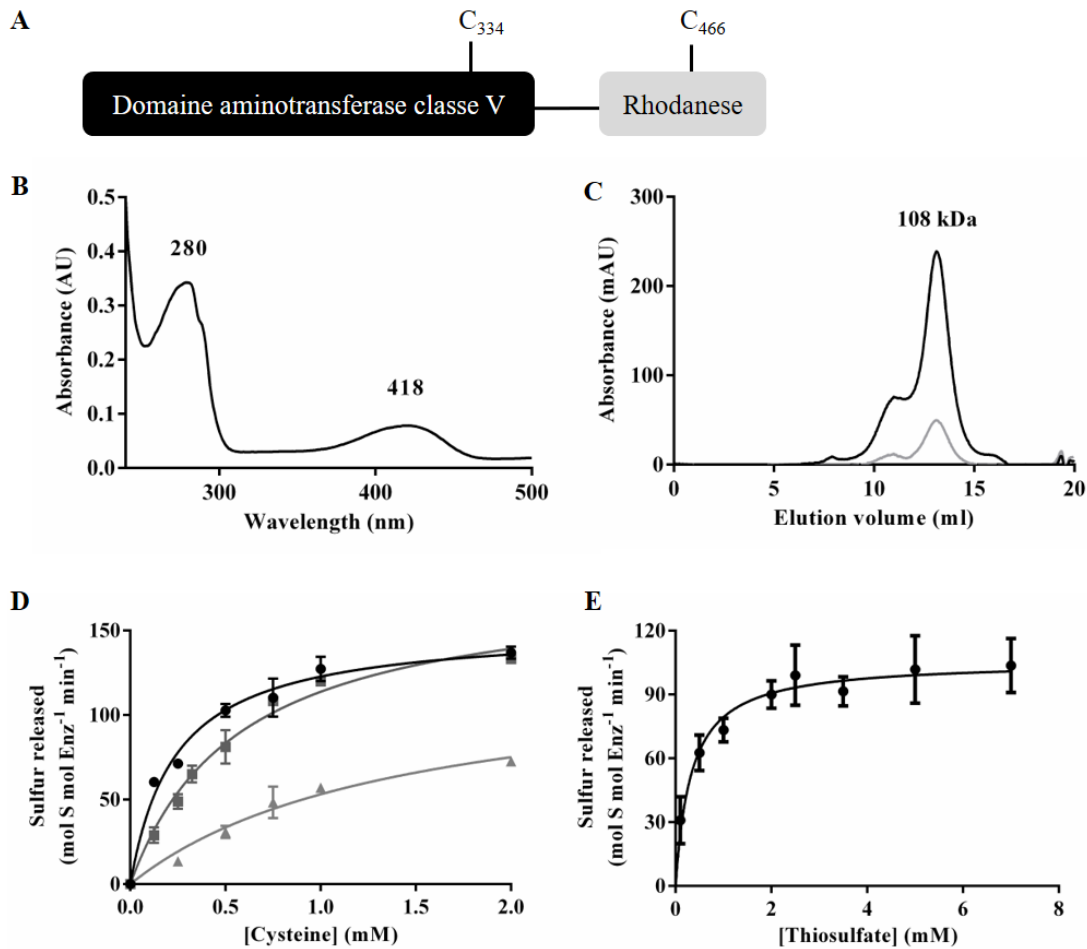 A
C₃₃₄
C₄₆₆
Domaine aminotransferase classe V
Rhodanese
B
0.5
0.4
0.3
0.2
0.1
0.0
Absorbance (AU)
280
418
300
400
500
Wavelength (nm)
C
300
200
100
0
Absorbance (mAU)
108 kDa
0
5
10
15
20
Elution volume (ml)
D
150
100
50
0
Sulfur released
(mol S mol Enz⁻¹ min⁻¹)
0.0
0.5
1.0
1.5
2.0
[Cysteine] (mM)
E
120
90
60
30
0
Sulfur released
(mol S mol Enz⁻¹ min⁻¹)
0
2
4
6
8
[Thiosulfate] (mM)